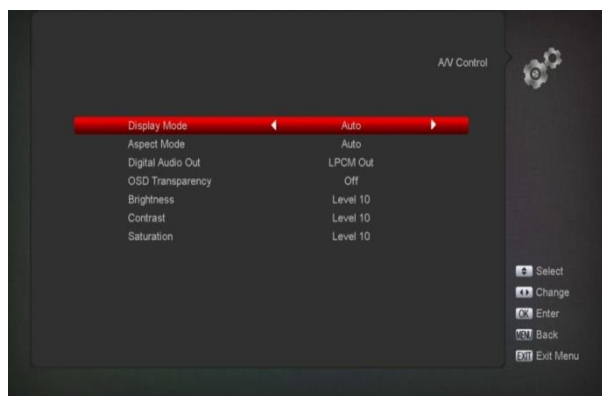 A/V Control
Display Mode Auto
Aspect Mode Auto
Digital Audio Out LPCM Out
OSD Transparency Off
Brightness Level 10
Contrast Level 10
Saturation Level 10
Select
Change
OK Enter
MENU Back
EXIT Exit Menu